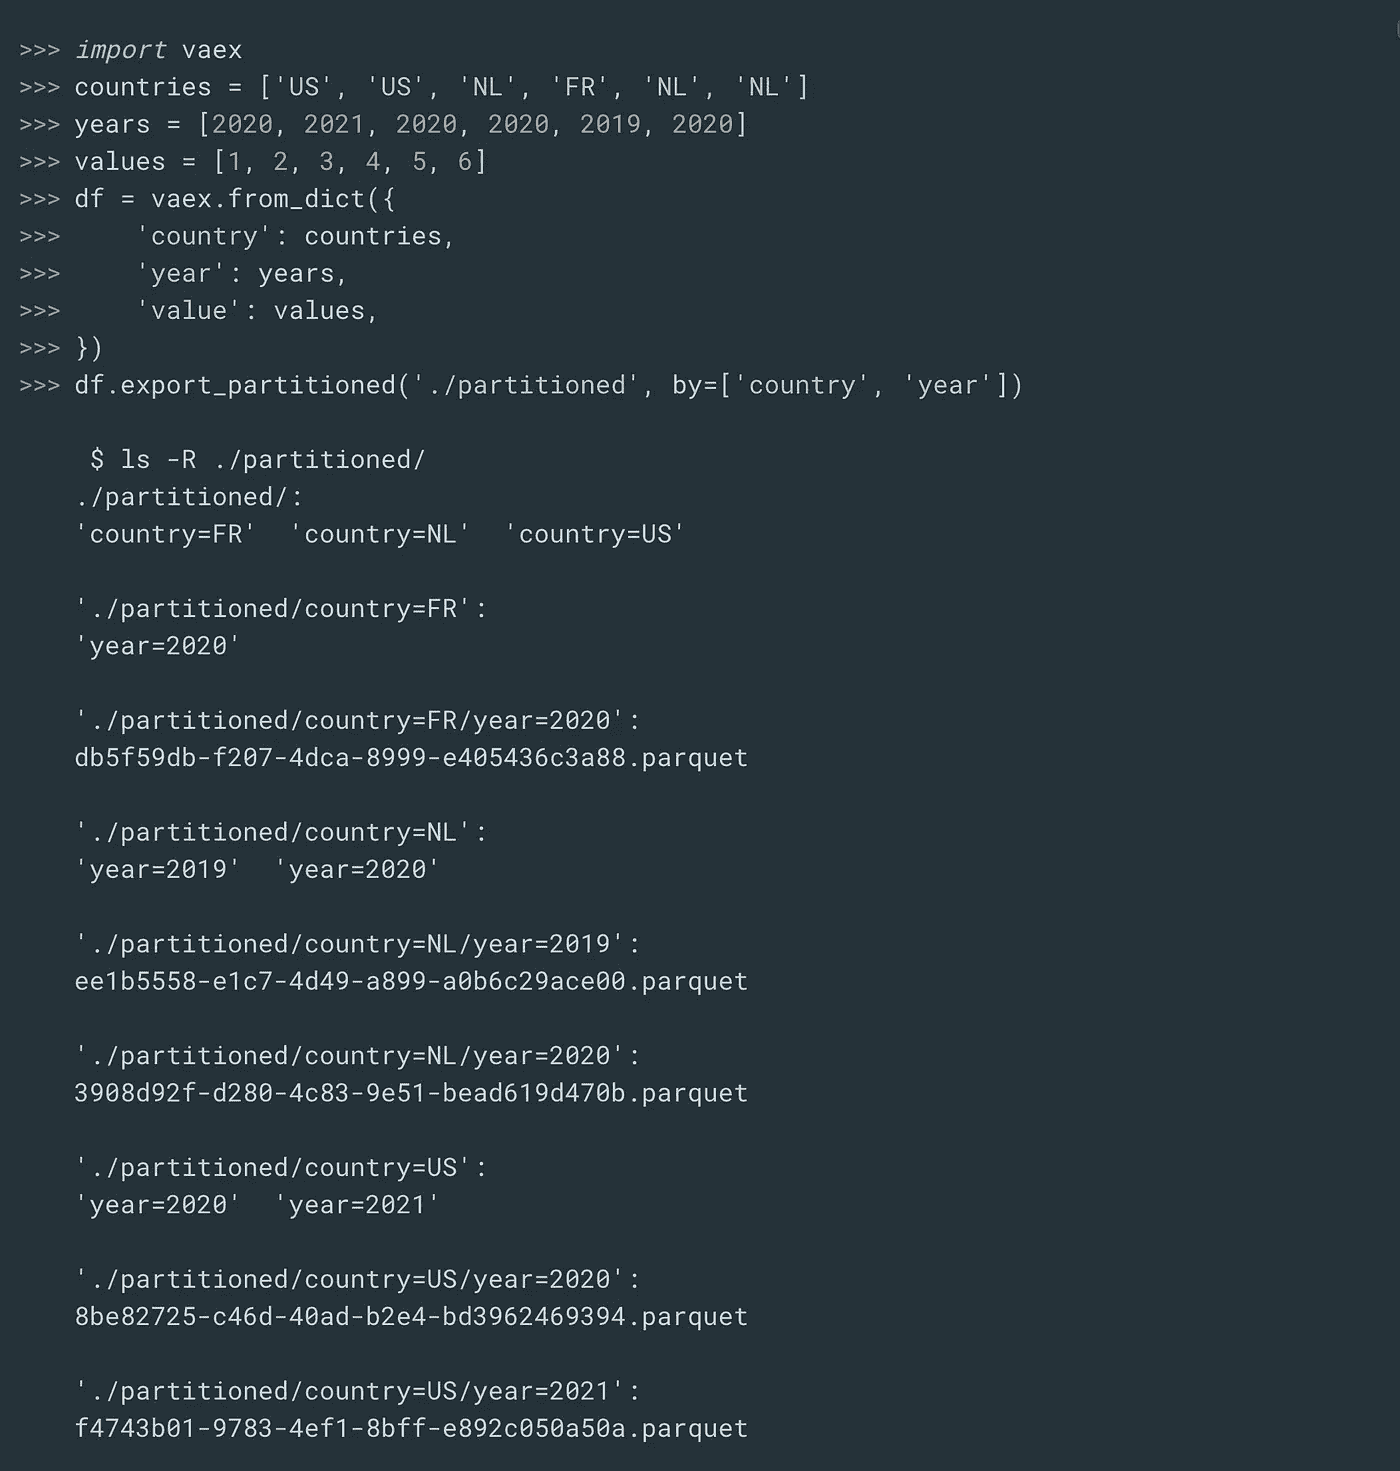 >>> import vaex
>>> countries = ['US', 'US', 'NL', 'FR', 'NL', 'NL']
>>> years = [2020, 2021, 2020, 2020, 2019, 2020]
>>> values = [1, 2, 3, 4, 5, 6]
>>> df = vaex.from_dict({
>>>     'country': countries,
>>>     'year': years,
>>>     'value': values,
>>> })
>>> df.export_partitioned('./partitioned', by=['country', 'year'])
$ ls -R ./partitioned/
./partitioned/:
'country=FR'  'country=NL'  'country=US'
'./partitioned/country=FR':
'year=2020'
'./partitioned/country=FR/year=2020':
db5f59db-f207-4dca-8999-e405436c3a88.parquet
'./partitioned/country=NL':
'year=2019'  'year=2020'
'./partitioned/country=NL/year=2019':
ee1b5558-e1c7-4d49-a899-a0b6c29ace00.parquet
'./partitioned/country=NL/year=2020':
3908d92f-d280-4c83-9e51-bead619d470b.parquet
'./partitioned/country=US':
'year=2020'  'year=2021'
'./partitioned/country=US/year=2020':
8be82725-c46d-40ad-b2e4-bd3962469394.parquet
'./partitioned/country=US/year=2021':
f4743b01-9783-4ef1-8bff-e892c050a50a.parquet